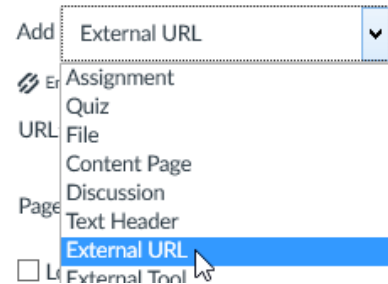 Add External URL
Assignment
Quiz
URL File
Content Page
Discussion
Page
Text Header
External URL
External Tool